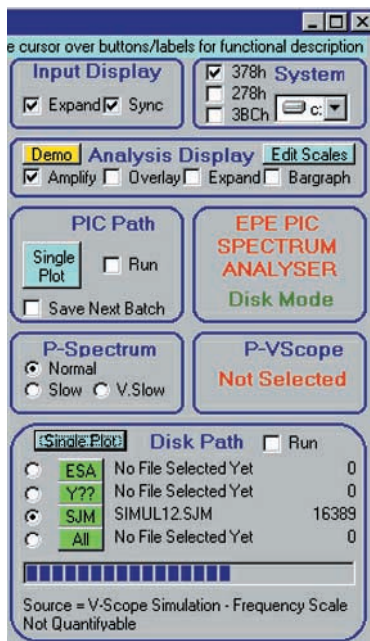 e cursor over buttons/labels for functional description
Input Display
Expand Sync
378h System
278h
3BCh c:
Demo Analysis Display Edit Scales
Amplify Overlay Expand Bargraph
PIC Path
Single
Plot
Run
Save Next Batch
EPE PIC
SPECTRUM
ANALYSER
Disk Mode
P-Spectrum
Normal
Slow V.Slow
P-VScope
Not Selected
Single Plot Disk Path Run
ESA No File Selected Yet 0
Y?? No File Selected Yet 0
SJM SIMUL12.SJM 16389
All No File Selected Yet 0
Source = V-Scope Simulation - Frequency Scale
Not Quantifyable